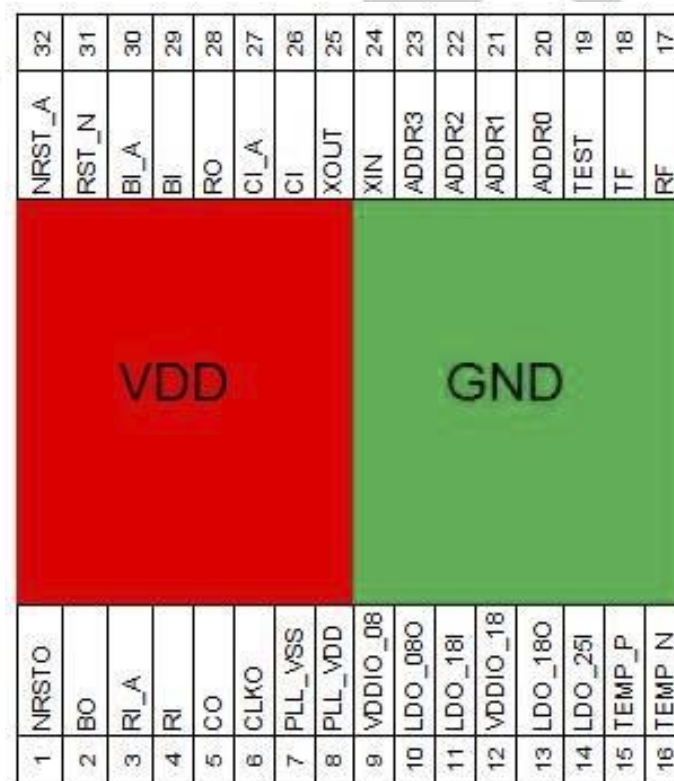 32 31 30 29 28 27 26 25 24 23 22 21 20 19 18 17
NRST_A RST_N BI_A BI RO CI_A CI XOUT XIN ADDR3 ADDR2 ADDR1 ADDR0 TEST TF RF
VDD GND
NRSTO BO RI_A RI CO CLKO PLL_VSS PLL_VDD VDDIO_08 LDO_08O LDO_18I VDDIO_18 LDO_18O LDO_25I TEMP_P TEMP_N
1 2 3 4 5 6 7 8 9 10 11 12 13 14 15 16